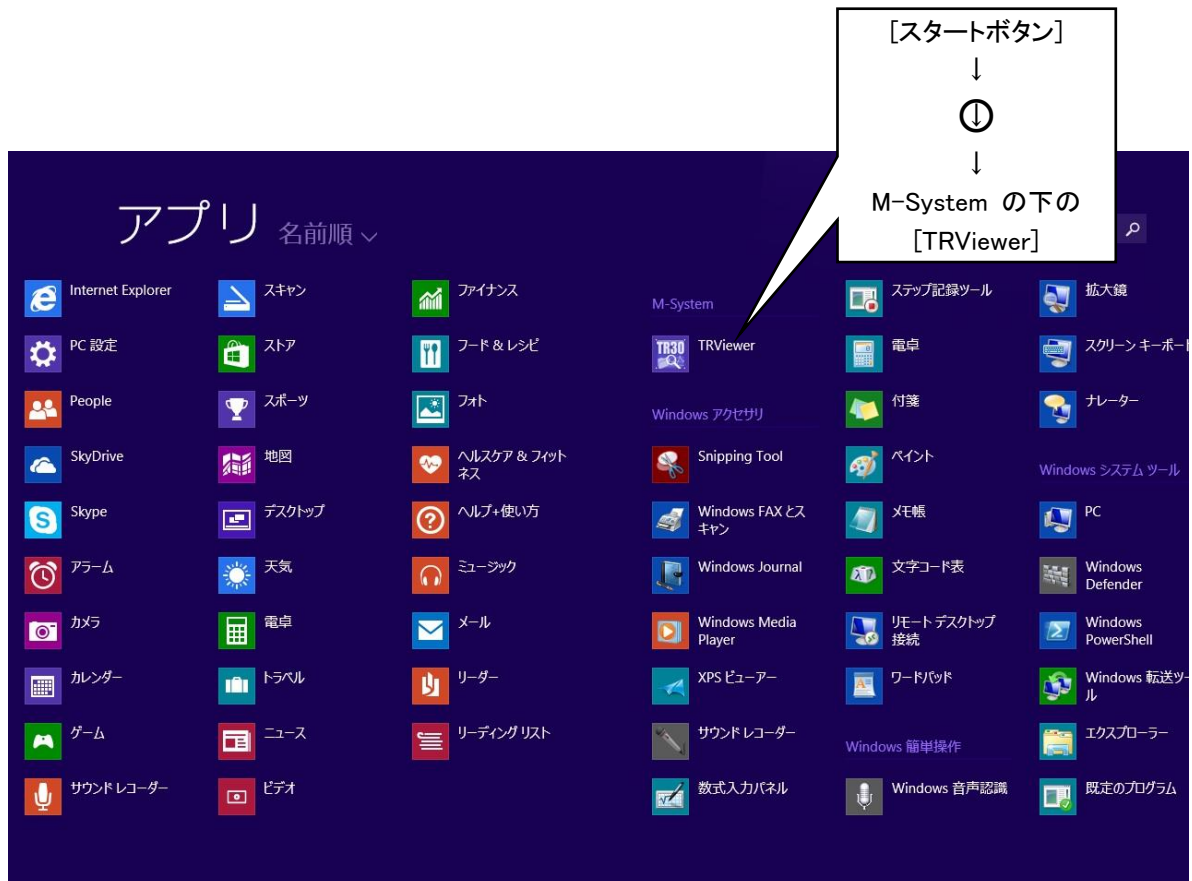 [スタートボタン]
↓
↓
↓
M-System の下の
[TRViewer]
アプリ 名前順
Internet Explorer
PC 設定
People
SkyDrive
Skype
アラーム
カメラ
カレンダー
ゲーム
サウンド レコーダー
スキャン
ストア
スポーツ
地図
デスクトップ
天気
電卓
トラベル
ニュース
ビデオ
ファイナンス
フード & レシピ
フォト
ヘルスケア & フィット
ネス
ヘルプ+使い方
ミュージック
メール
リーダー
リーディング リスト
M-System
TR30
TRViewer
Windows アクセサリ
Snipping Tool
Windows FAX とス
キャン
Windows Journal
Windows Media
Player
XPS ビューアー
サウンド レコーダー
数式入力パネル
ステップ記録ツール
電卓
付箋
ペイント
メモ帳
文字コード表
リモート デスクトップ
接続
ワードパッド
Windows 簡単操作
Windows 音声認識
拡大鏡
スクリーン キーボード
ナレーター
Windows システム ツール
PC
Windows
Defender
Windows
PowerShell
Windows 転送ツー
ル
エクスプローラー
既定のプログラム